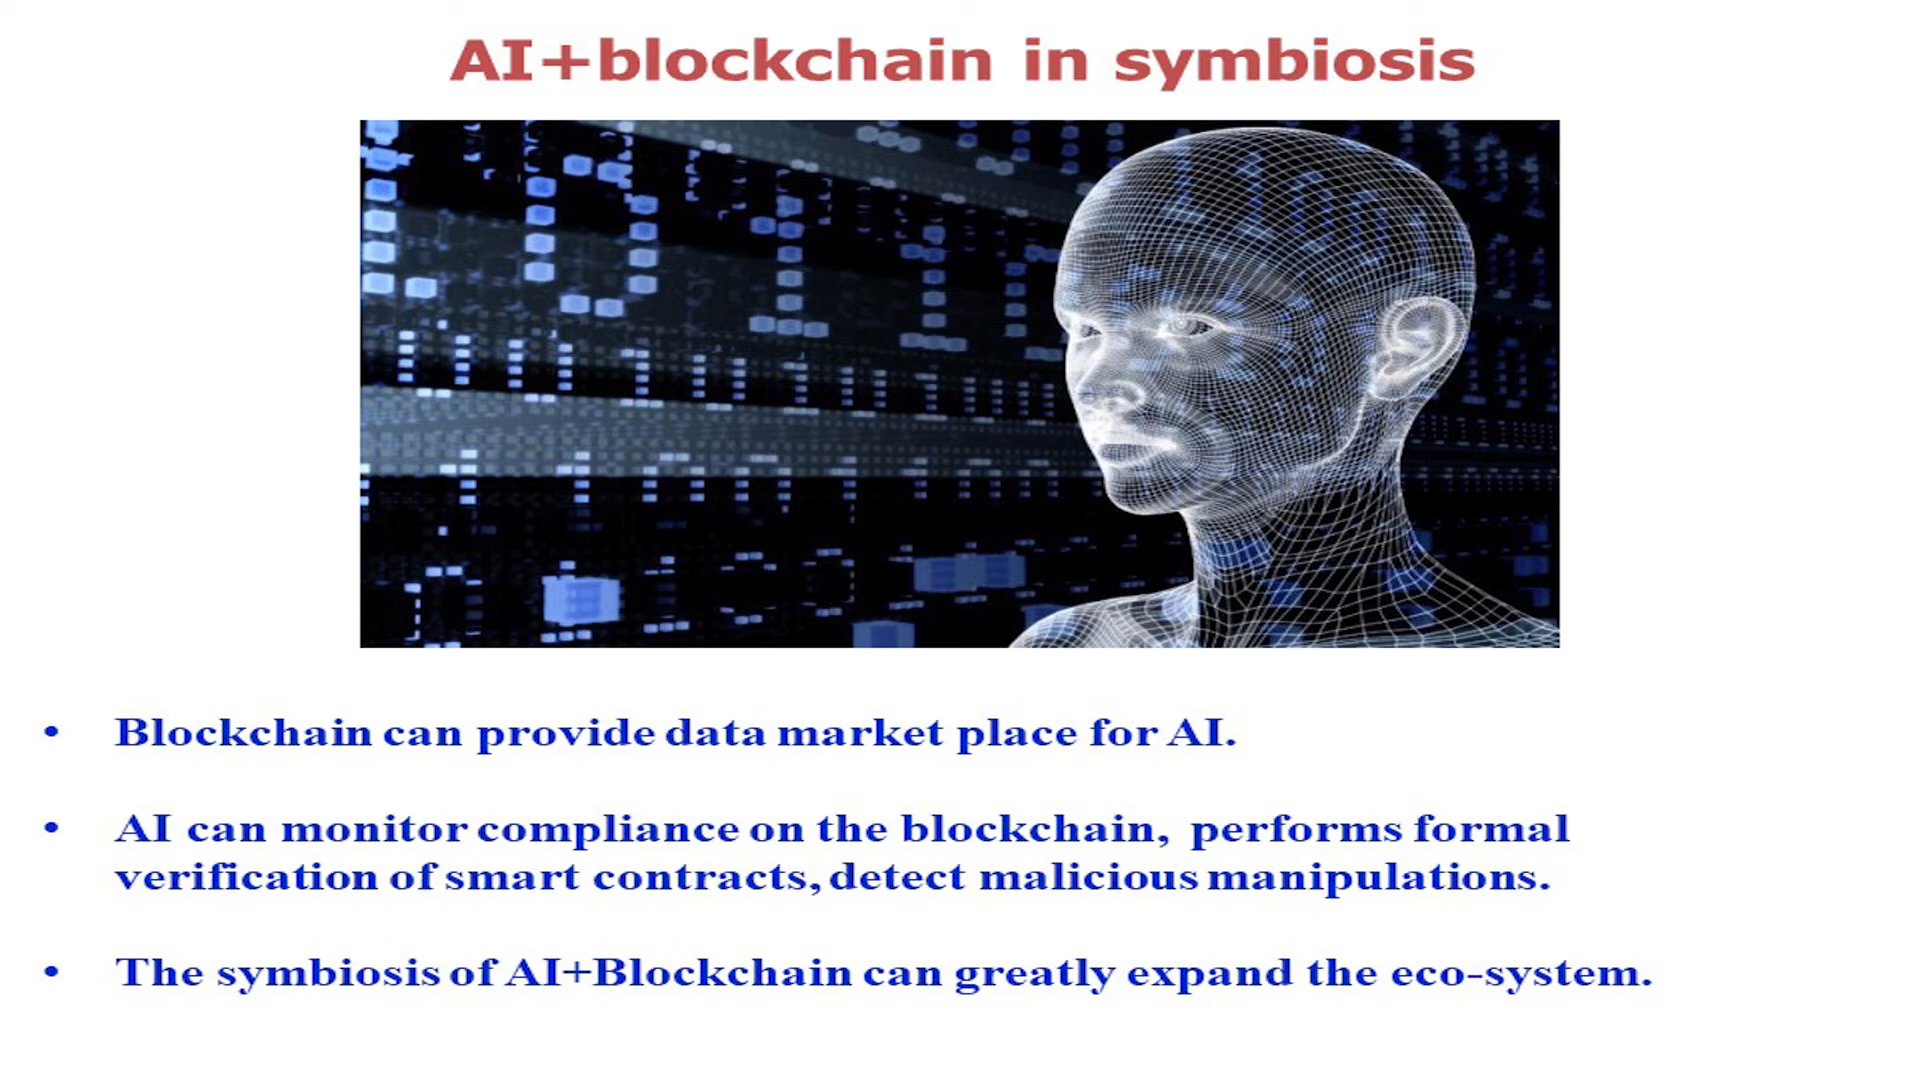 AI+blockchain in symbiosis
• Blockchain can provide data market place for AI.
• AI can monitor compliance on the blockchain, performs formal
verification of smart contracts, detect malicious manipulations.
• The symbiosis of AI+Blockchain can greatly expand the eco-system.